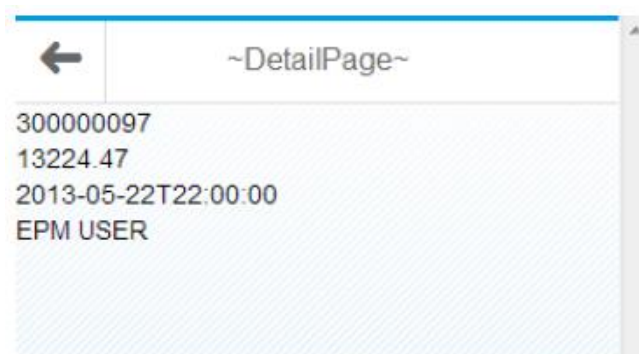 ~DetailPage~
300000097
13224.47
2013-05-22T22:00:00
EPM USER